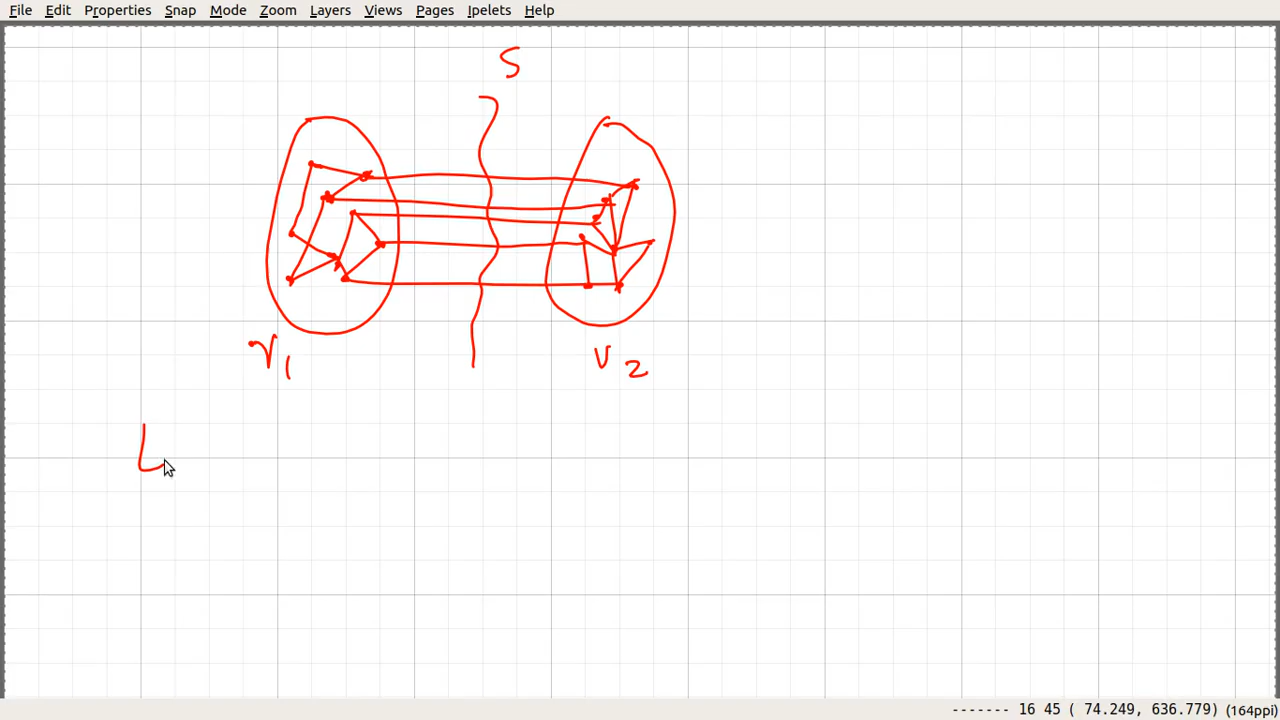 File Edit Properties Snap Mode Zoom Layers Views Pages Ipelets Help
S
V1 V2
L
------- 16 45 ( 74.249, 636.779) (164ppi)